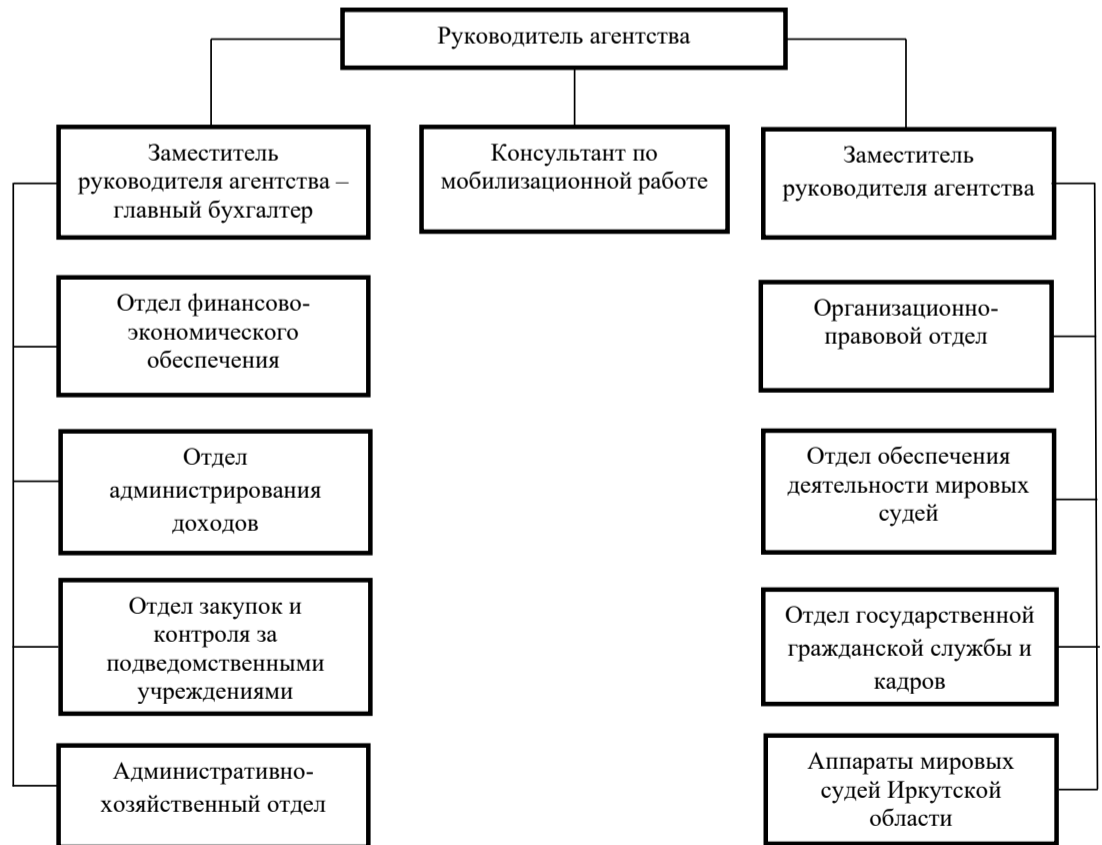 Руководитель агентства
Заместитель
руководителя агентства –
главный бухгалтер
Консультант по
мобилизационной работе
Заместитель
руководителя агентства
Отдел финансово-
экономического
обеспечения
Организационно-
правовой отдел
Отдел
администрирования
доходов
Отдел обеспечения
деятельности мировых
судей
Отдел закупок и
контроля за
подведомственными
учреждениями
Отдел государственной
гражданской службы и
кадров
Административно-
хозяйственный отдел
Аппараты мировых
судей Иркутской
области